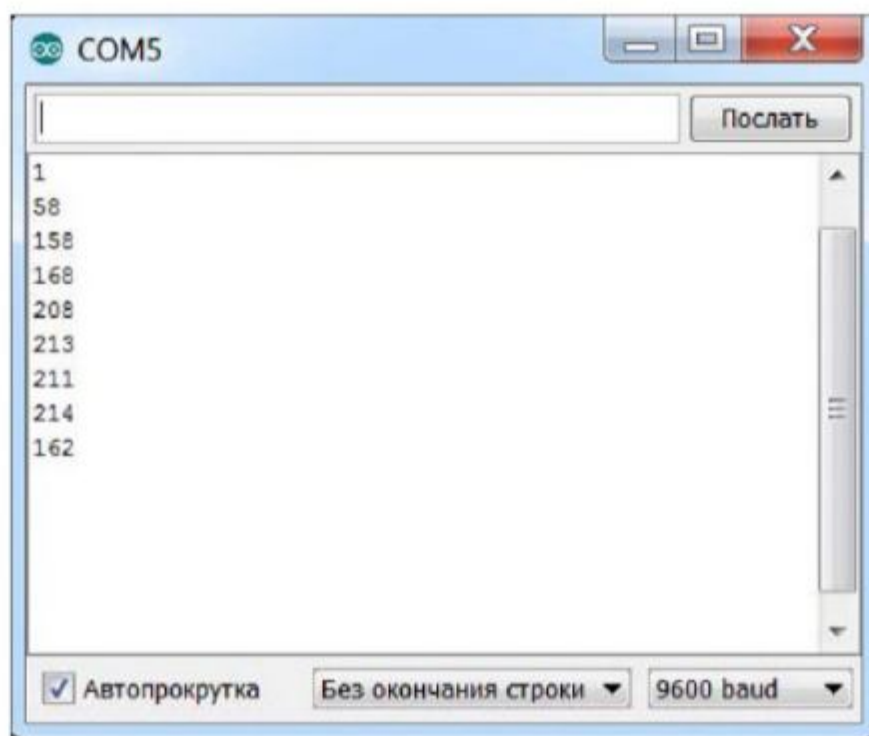 COM5
Послать
1
58
158
168
208
213
211
214
162
Автопрокрутка
Без окончания строки
9600 baud